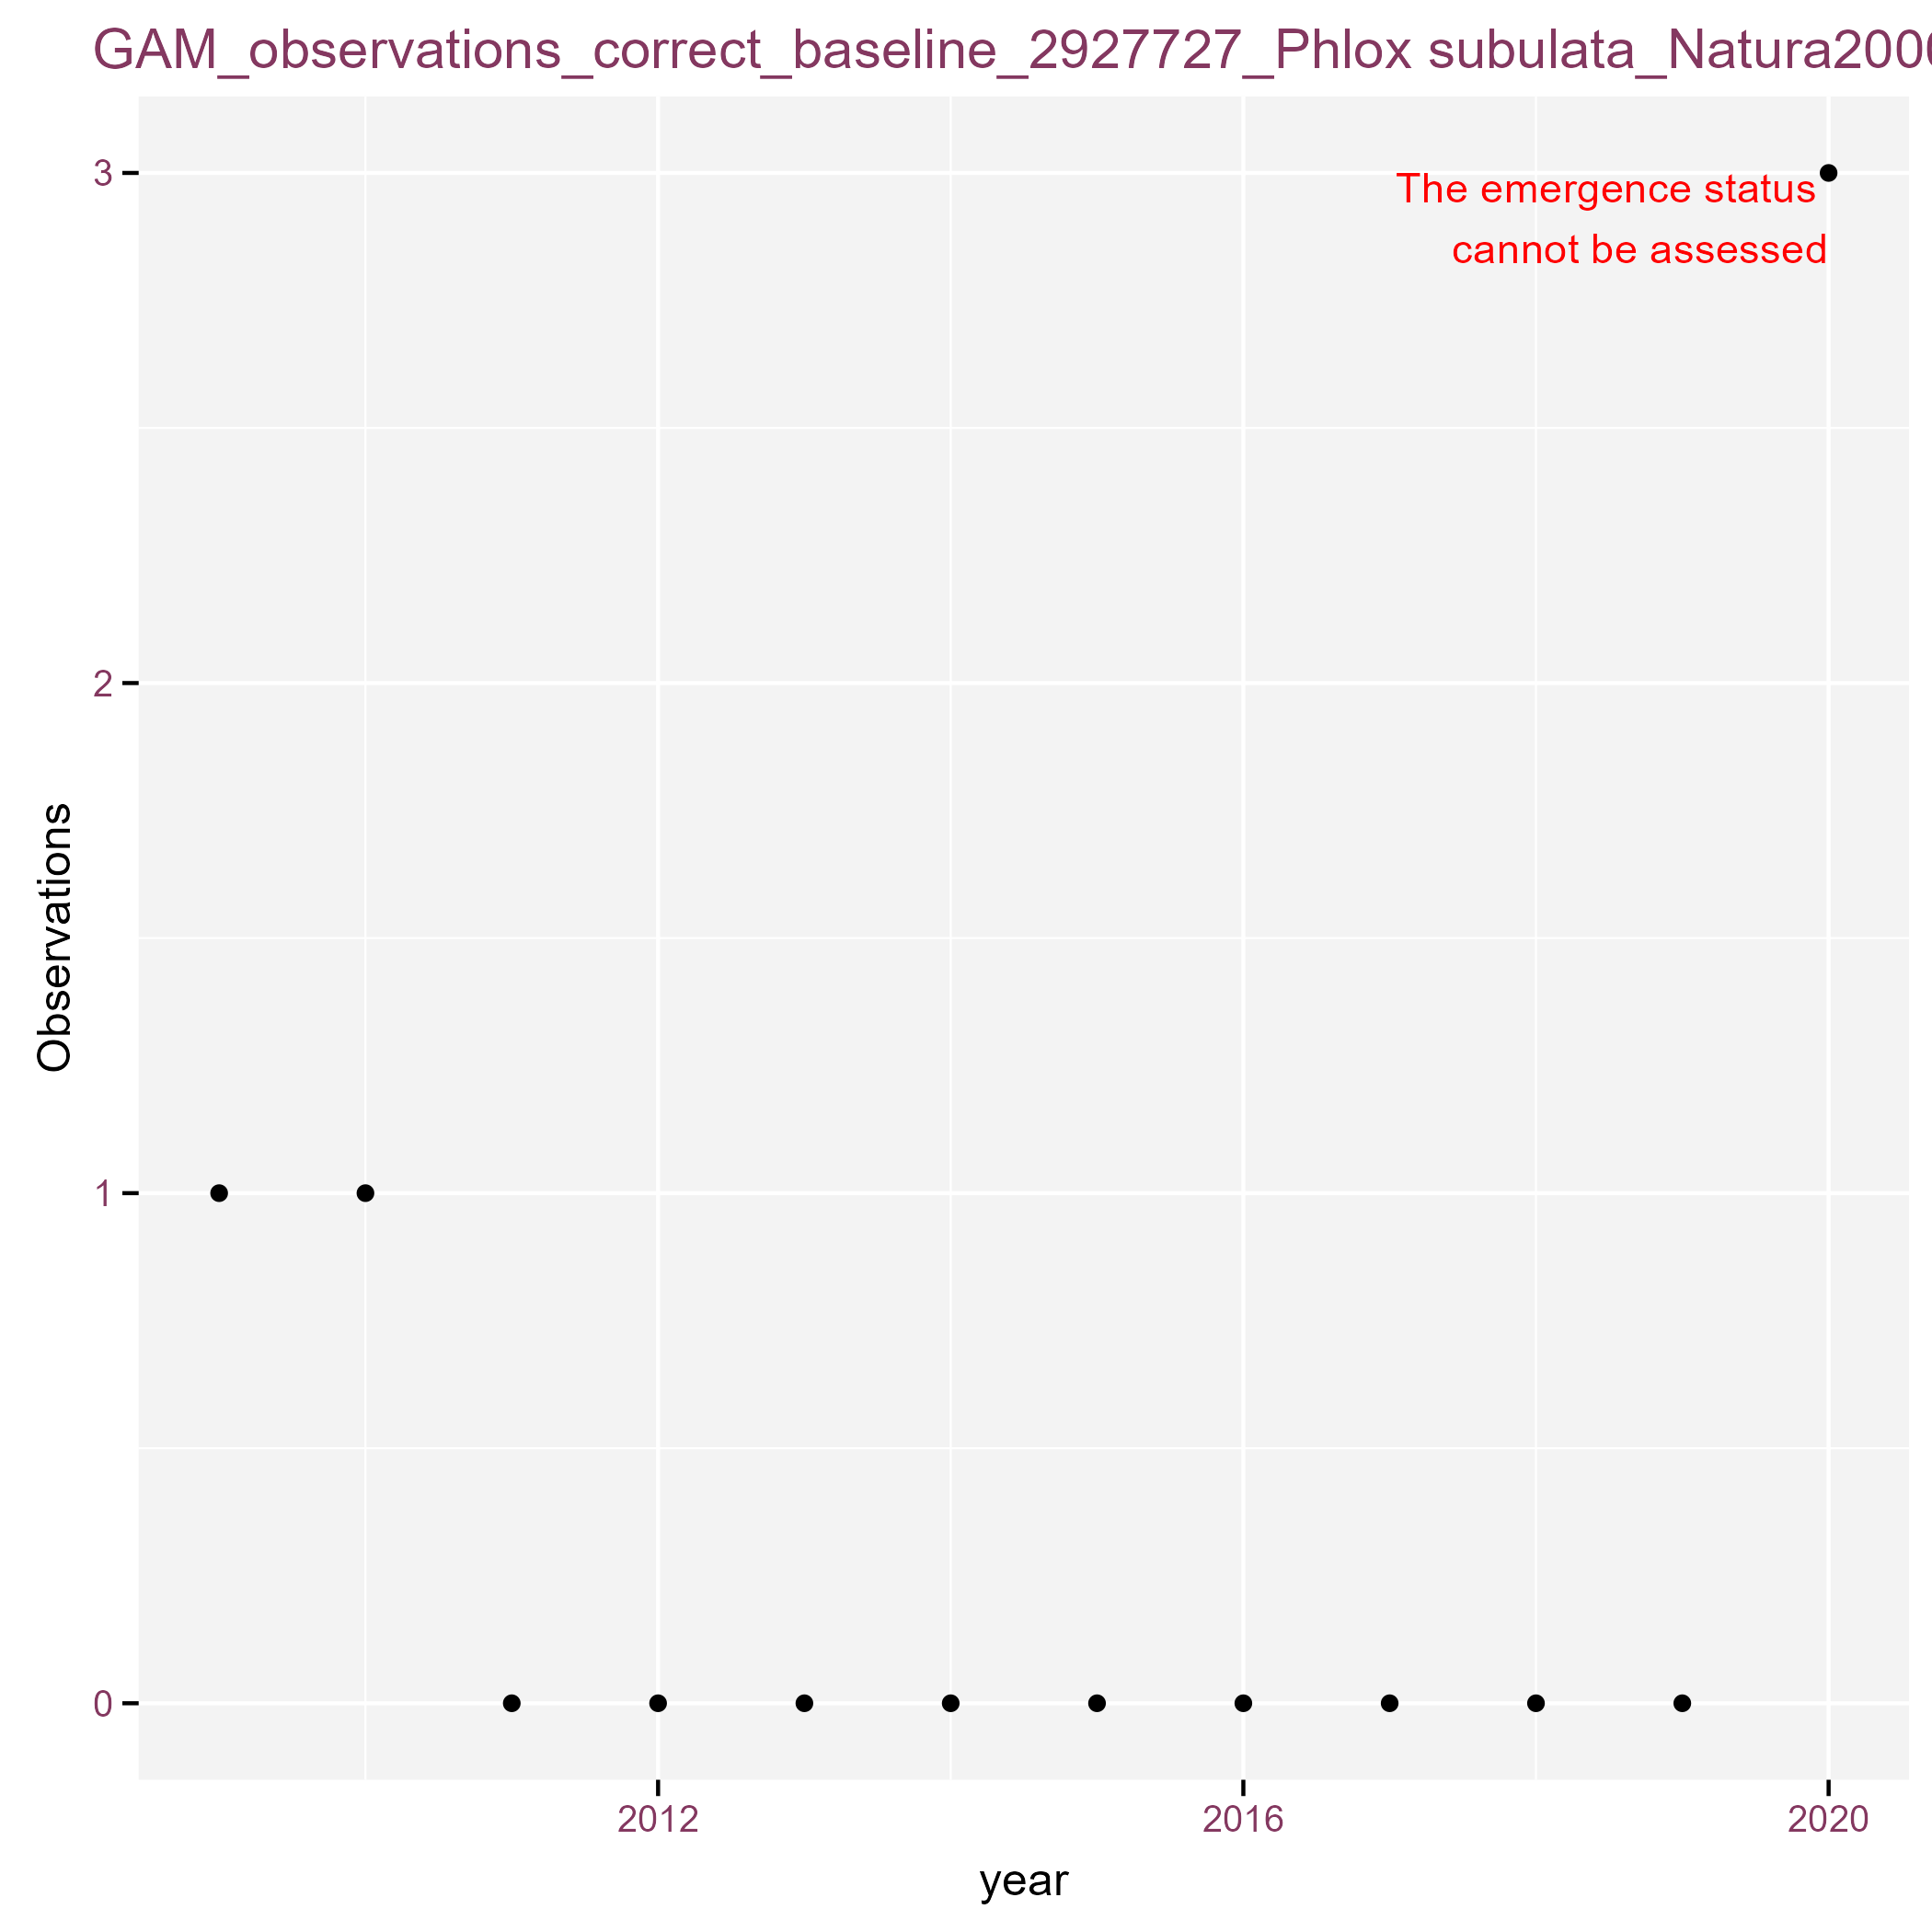 GAM_observations_correct_baseline_2927727_Phlox subulata_Natura200
3
The emergence status
cannot be assessed
2
Observations
1
0
2012
2016
2020
year